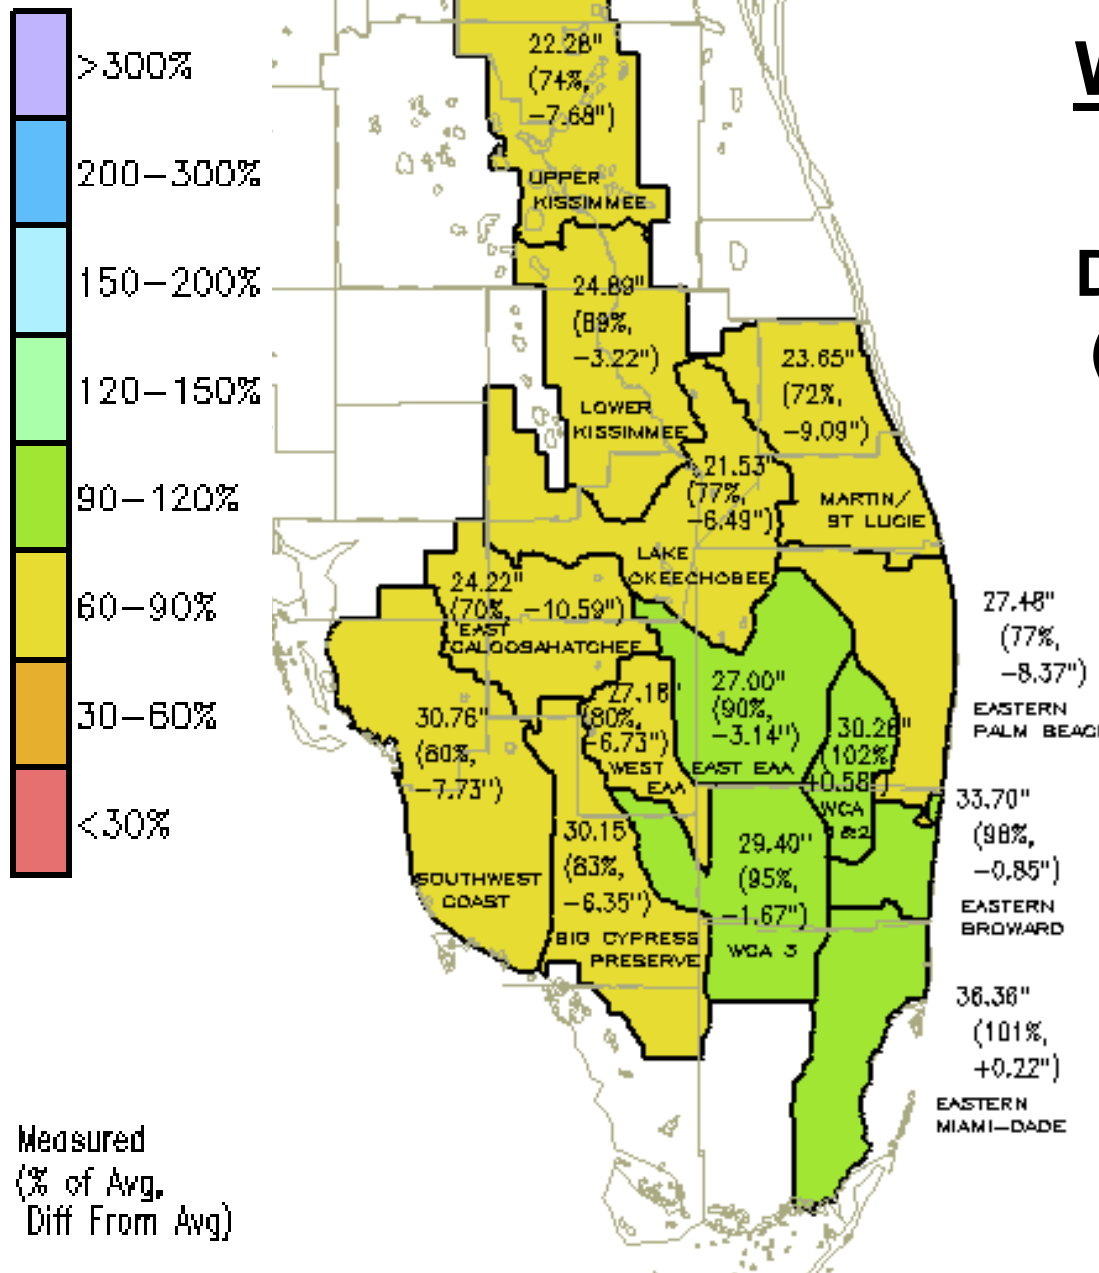 >300%
200-300%
150-200%
120-150%
90-120%
60-90%
30-60%
<30%
Measured
(% of Avg,
Diff From Avg)
22.28"
(74%,
-7.68")
UPPER
KISSIMMEE
24.89"
(89%,
-3.22")
LOWER
KISSIMMEE
23.65"
(72%,
-9.09")
MARTIN/
ST LUCIE
21.53"
(77%,
-6.49")
LAKE
OKEECHOBEE
24.22"
(70%, -10.59")
EAST
CALOOSAHATCHEE
27.48"
(77%,
-8.37")
EASTERN
PALM BEAC
30.76"
(80%,
-7.73")
SOUTHWEST
COAST
27.18"
(80%,
-6.73")
WEST
EAA
27.00"
(90%,
-3.14")
EAST EAA
30.28"
(102%
+0.58")
WCA
1&2
33.70"
(98%,
-0.85")
EASTERN
BROWARD
30.15
(83%,
-6.35")
BIG CYPRESS
PRESERVE
29.40"
(95%,
-1.67")
WCA 3
36.36"
(101%,
+0.22")
EASTERN
MIAMI-DADE
D
(